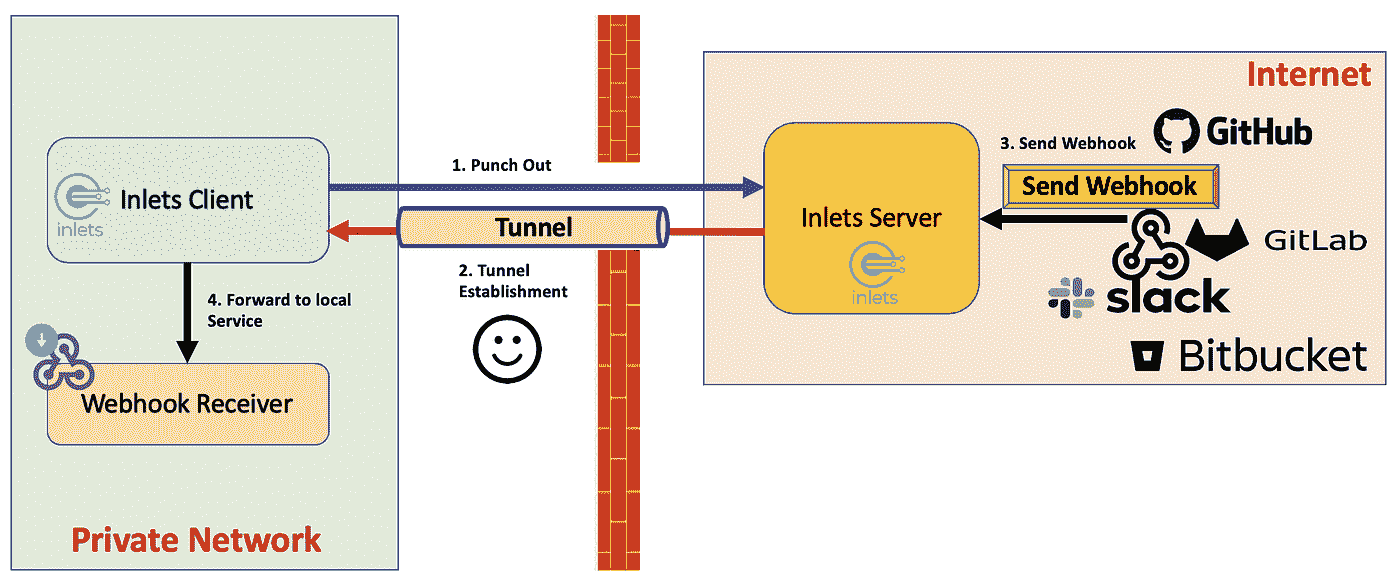 Internet
GitHub
3. Send Webhook
Send Webhook
1. Punch Out
Inlets Client
inlets
Inlets Server
inlets
Tunnel
GitLab
2. Tunnel
Establishment
slack
4. Forward to local
Service
Bitbucket
Webhook Receiver
Private Network